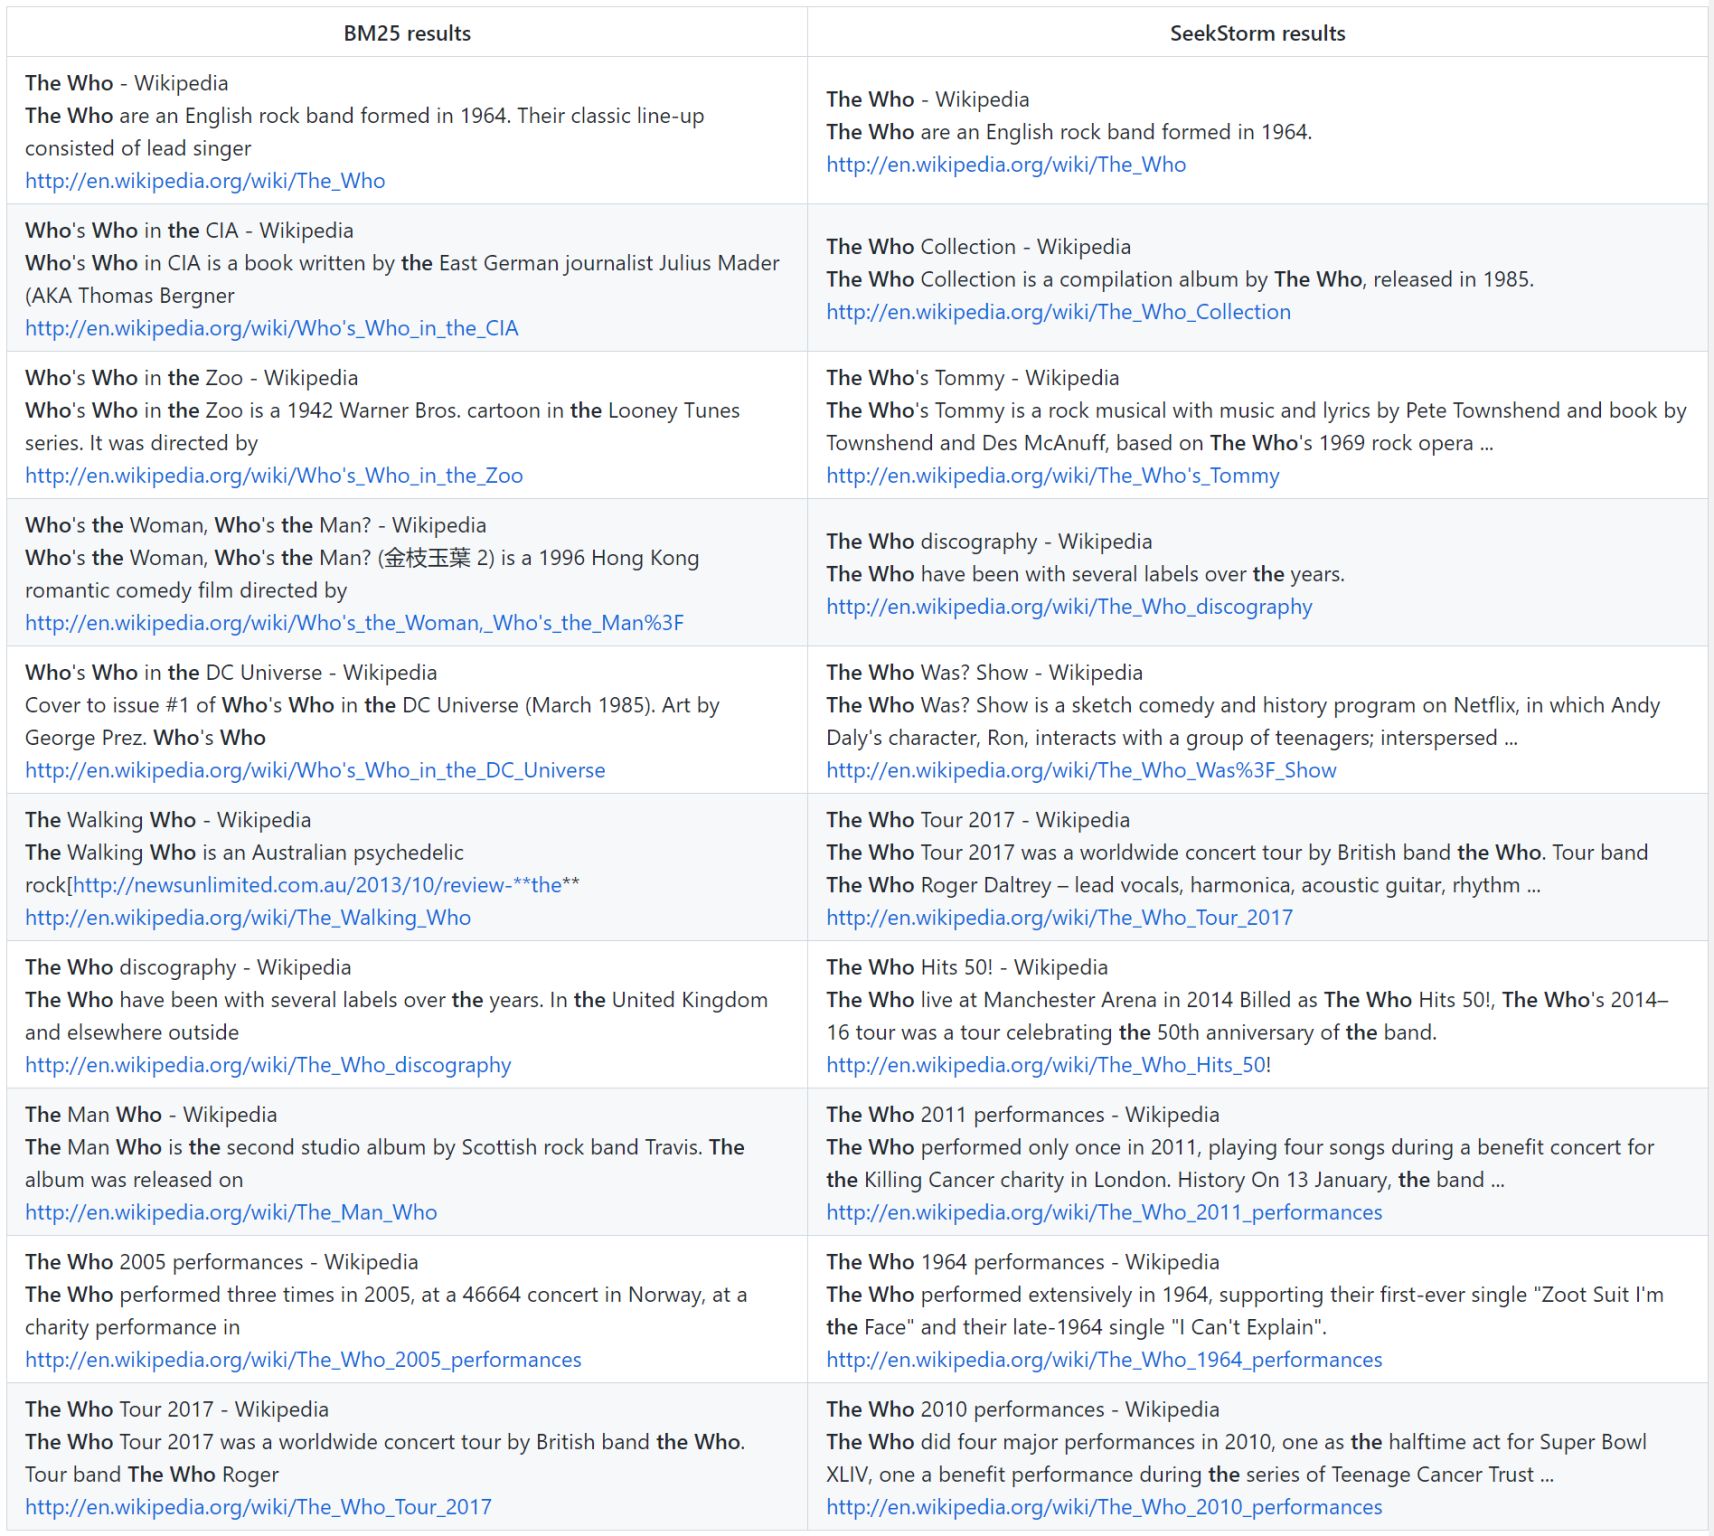 BM25 results
SeekStorm results
The Who - Wikipedia
The Who are an English rock band formed in 1964. Their classic line-up
consisted of lead singer
http://en.wikipedia.org/wiki/The_Who
The Who - Wikipedia
The Who are an English rock band formed in 1964.
http://en.wikipedia.org/wiki/The_Who
Who's Who in the CIA - Wikipedia
Who's Who in CIA is a book written by the East German journalist Julius Mader
(AKA Thomas Bergner
http://en.wikipedia.org/wiki/Who's_Who_in_the_CIA
The Who Collection - Wikipedia
The Who Collection is a compilation album by The Who, released in 1985.
http://en.wikipedia.org/wiki/The_Who_Collection
Who's Who in the Zoo - Wikipedia
Who's Who in the Zoo is a 1942 Warner Bros. cartoon in the Looney Tunes
series. It was directed by
http://en.wikipedia.org/wiki/Who's_Who_in_the_Zoo
The Who's Tommy - Wikipedia
The Who's Tommy is a rock musical with music and lyrics by Pete Townshend and book by
Townshend and Des McAnuff, based on The Who's 1969 rock opera ...
http://en.wikipedia.org/wiki/The_Who's_Tommy
Who's the Woman, Who's the Man? - Wikipedia
Who's the Woman, Who's the Man? (金枝玉葉 2) is a 1996 Hong Kong
romantic comedy film directed by
http://en.wikipedia.org/wiki/Who's_the_Woman,_Who's_the_Man%3F
The Who discography - Wikipedia
The Who have been with several labels over the years.
http://en.wikipedia.org/wiki/The_Who_discography
Who's Who in the DC Universe - Wikipedia
Cover to issue #1 of Who's Who in the DC Universe (March 1985). Art by
George Prez. Who's Who
http://en.wikipedia.org/wiki/Who's_Who_in_the_DC_Universe
The Who Was? Show - Wikipedia
The Who Was? Show is a sketch comedy and history program on Netflix, in which Andy
Daly's character, Ron, interacts with a group of teenagers; interspersed ...
http://en.wikipedia.org/wiki/The_Who_Was%3F_Show
The Walking Who - Wikipedia
The Walking Who is an Australian psychedelic
rock[http://newsunlimited.com.au/2013/10/review-**the**
http://en.wikipedia.org/wiki/The_Walking_Who
The Who Tour 2017 - Wikipedia
The Who Tour 2017 was a worldwide concert tour by British band the Who. Tour band
The Who Roger Daltrey – lead vocals, harmonica, acoustic guitar, rhythm ...
http://en.wikipedia.org/wiki/The_Who_Tour_2017
The Who discography - Wikipedia
The Who have been with several labels over the years. In the United Kingdom
and elsewhere outside
http://en.wikipedia.org/wiki/The_Who_discography
The Who Hits 50! - Wikipedia
The Who live at Manchester Arena in 2014 Billed as The Who Hits 50!, The Who's 2014–
16 tour was a tour celebrating the 50th anniversary of the band.
http://en.wikipedia.org/wiki/The_Who_Hits_50!
The Man Who - Wikipedia
The Man Who is the second studio album by Scottish rock band Travis. The
album was released on
http://en.wikipedia.org/wiki/The_Man_Who
The Who 2011 performances - Wikipedia
The Who performed only once in 2011, playing four songs during a benefit concert for
the Killing Cancer charity in London. History On 13 January, the band ...
http://en.wikipedia.org/wiki/The_Who_2011_performances
The Who 2005 performances - Wikipedia
The Who performed three times in 2005, at a 46664 concert in Norway, at a
charity performance in
http://en.wikipedia.org/wiki/The_Who_2005_performances
The Who 1964 performances - Wikipedia
The Who performed extensively in 1964, supporting their first-ever single "Zoot Suit I'm
the Face" and their late-1964 single "I Can't Explain".
http://en.wikipedia.org/wiki/The_Who_1964_performances
The Who Tour 2017 - Wikipedia
The Who Tour 2017 was a worldwide concert tour by British band the Who.
Tour band The Who Roger
http://en.wikipedia.org/wiki/The_Who_Tour_2017
The Who 2010 performances - Wikipedia
The Who did four major performances in 2010, one as the halftime act for Super Bowl
XLIV, one a benefit performance during the series of Teenage Cancer Trust ...
http://en.wikipedia.org/wiki/The_Who_2010_performances